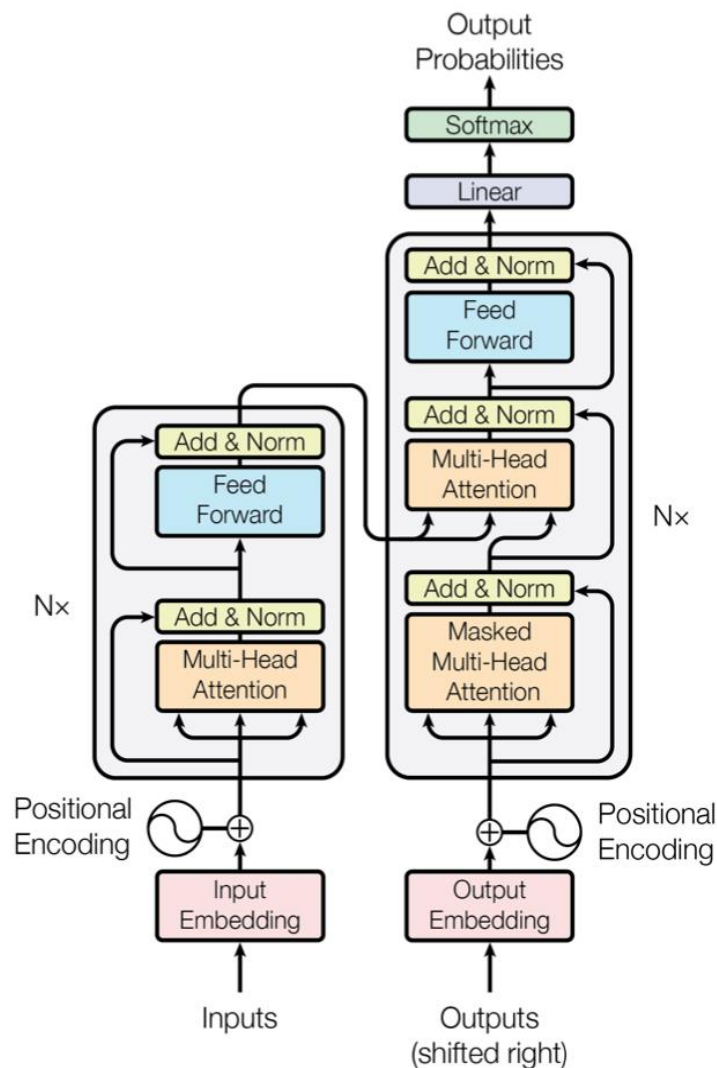 Output
Probabilities
Softmax
Linear
Add & Norm
Feed
Forward
Add & Norm
Multi-Head
Attention
Add & Norm
Masked
Multi-Head
Attention
N×
Add & Norm
Feed
Forward
Add & Norm
Multi-Head
Attention
N×
Positional
Encoding
Input
Embedding
Inputs
Positional
Encoding
Output
Embedding
Outputs
(shifted right)